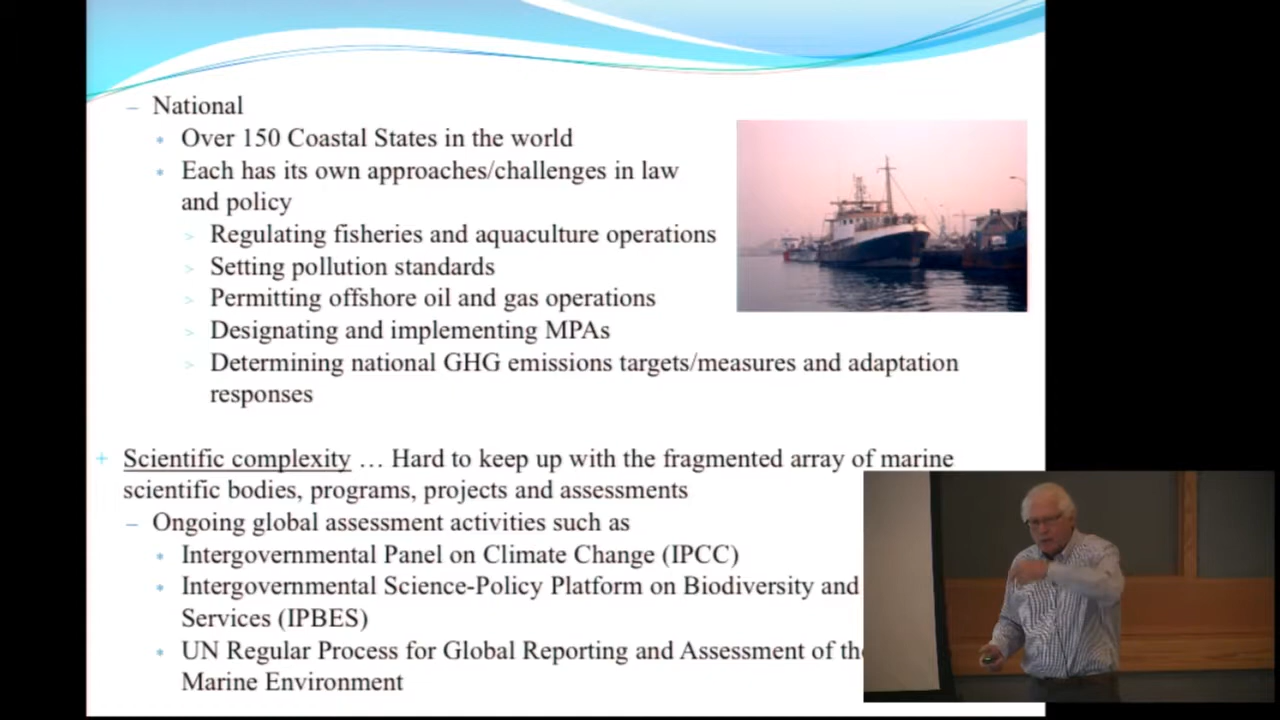 – National
* Over 150 Coastal States in the world
* Each has its own approaches/challenges in law
and policy
> Regulating fisheries and aquaculture operations
> Setting pollution standards
> Permitting offshore oil and gas operations
> Designating and implementing MPAs
> Determining national GHG emissions targets/measures and adaptation
responses
+ Scientific complexity … Hard to keep up with the fragmented array of marine
scientific bodies, programs, projects and assessments
– Ongoing global assessment activities such as
* Intergovernmental Panel on Climate Change (IPCC)
* Intergovernmental Science-Policy Platform on Biodiversity and
Services (IPBES)
* UN Regular Process for Global Reporting and Assessment of the
Marine Environment